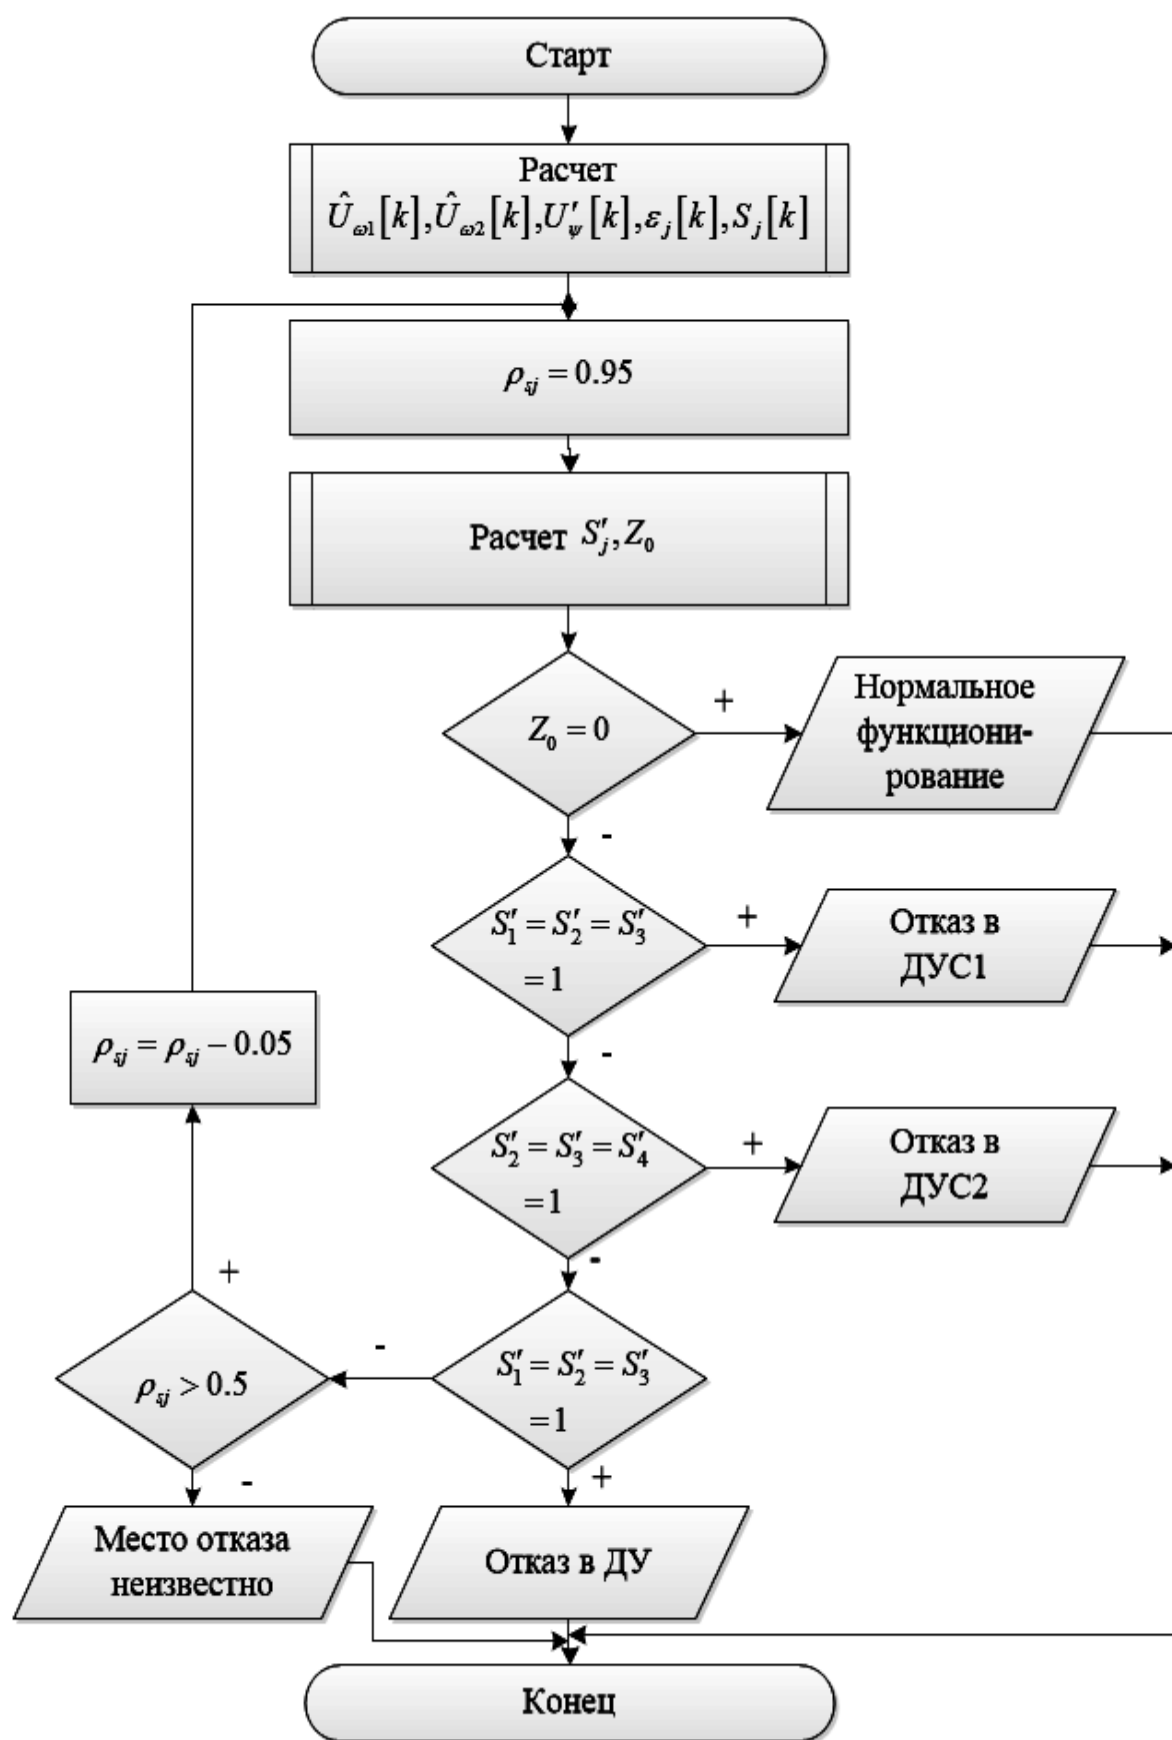 Старт
Расчет
Û_ω1[k], Û_ω2[k], U′_ψ[k], ε_j[k], S_j[k]
ρ_sj = 0.95
Расчет S′_j, Z_0
Z_0 = 0
+
Нормальное
функциони-
рование
-
S′_1 = S′_2 = S′_3
= 1
+
Отказ в
ДУС1
-
ρ_sj = ρ_sj − 0.05
S′_2 = S′_3 = S′_4
= 1
+
Отказ в
ДУС2
-
+
ρ_sj > 0.5
-
S′_1 = S′_2 = S′_3
= 1
-
+
Место отказа
неизвестно
Отказ в ДУ
Конец